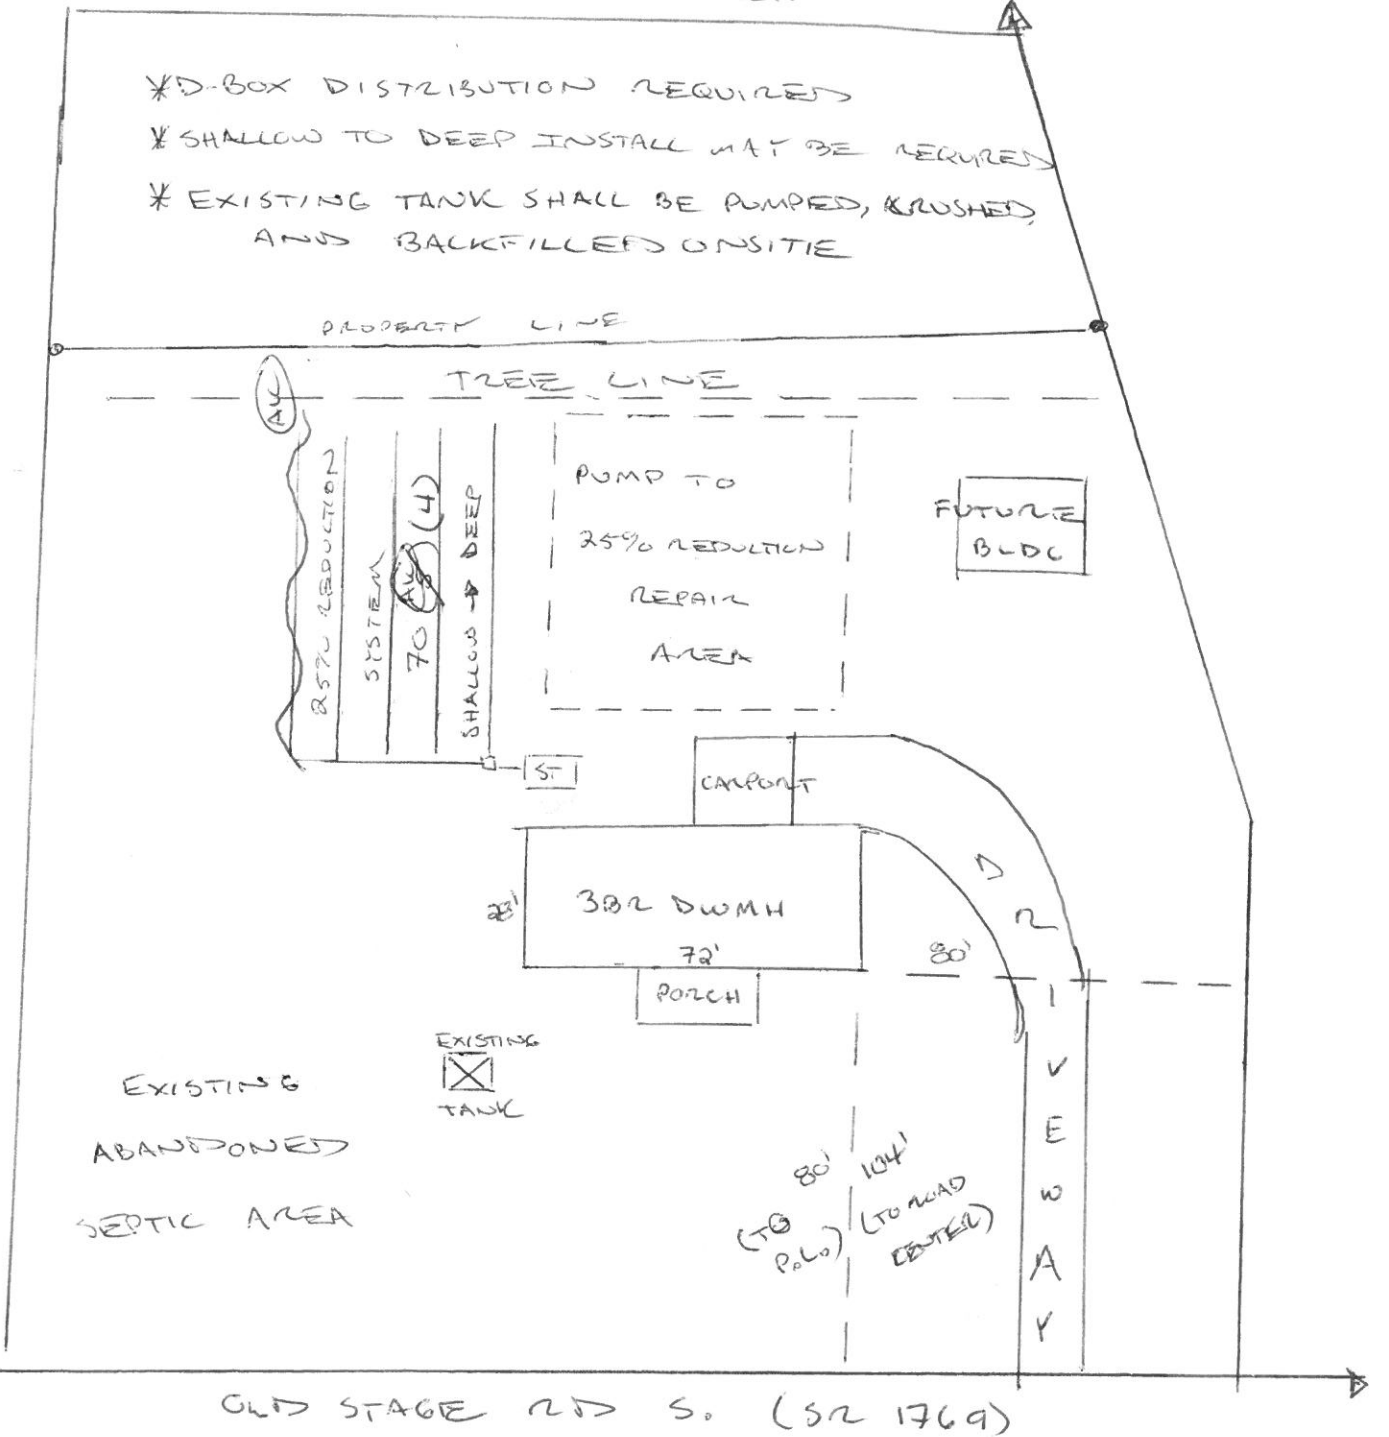 *D-BOX DISTRIBUTION REQUIRED
*SHALLOW TO DEEP INSTALL MAY BE REQUIRED
* EXISTING TANK SHALL BE PUMPED, CRUSHED,
AND BACKFILLED ONSITE
PROPERTY LINE
TREE LINE
AK
25% REDUCTION
SYSTEM
70 (4)
AK
SHALLOW → DEEP
PUMP TO
25% REDUCTION
REPAIR
AREA
FUTURE
BLDG
ST
CARPORT
28'
3BR DWMH
72'
PORCH
80'
DRIVEWAY
EXISTING
TANK
EXISTING
ABANDONED
SEPTIC AREA
80'
(TO
P.L.)
104'
(TO ROAD
CENTER)
OLD STAGE RD S. (SR 1769)